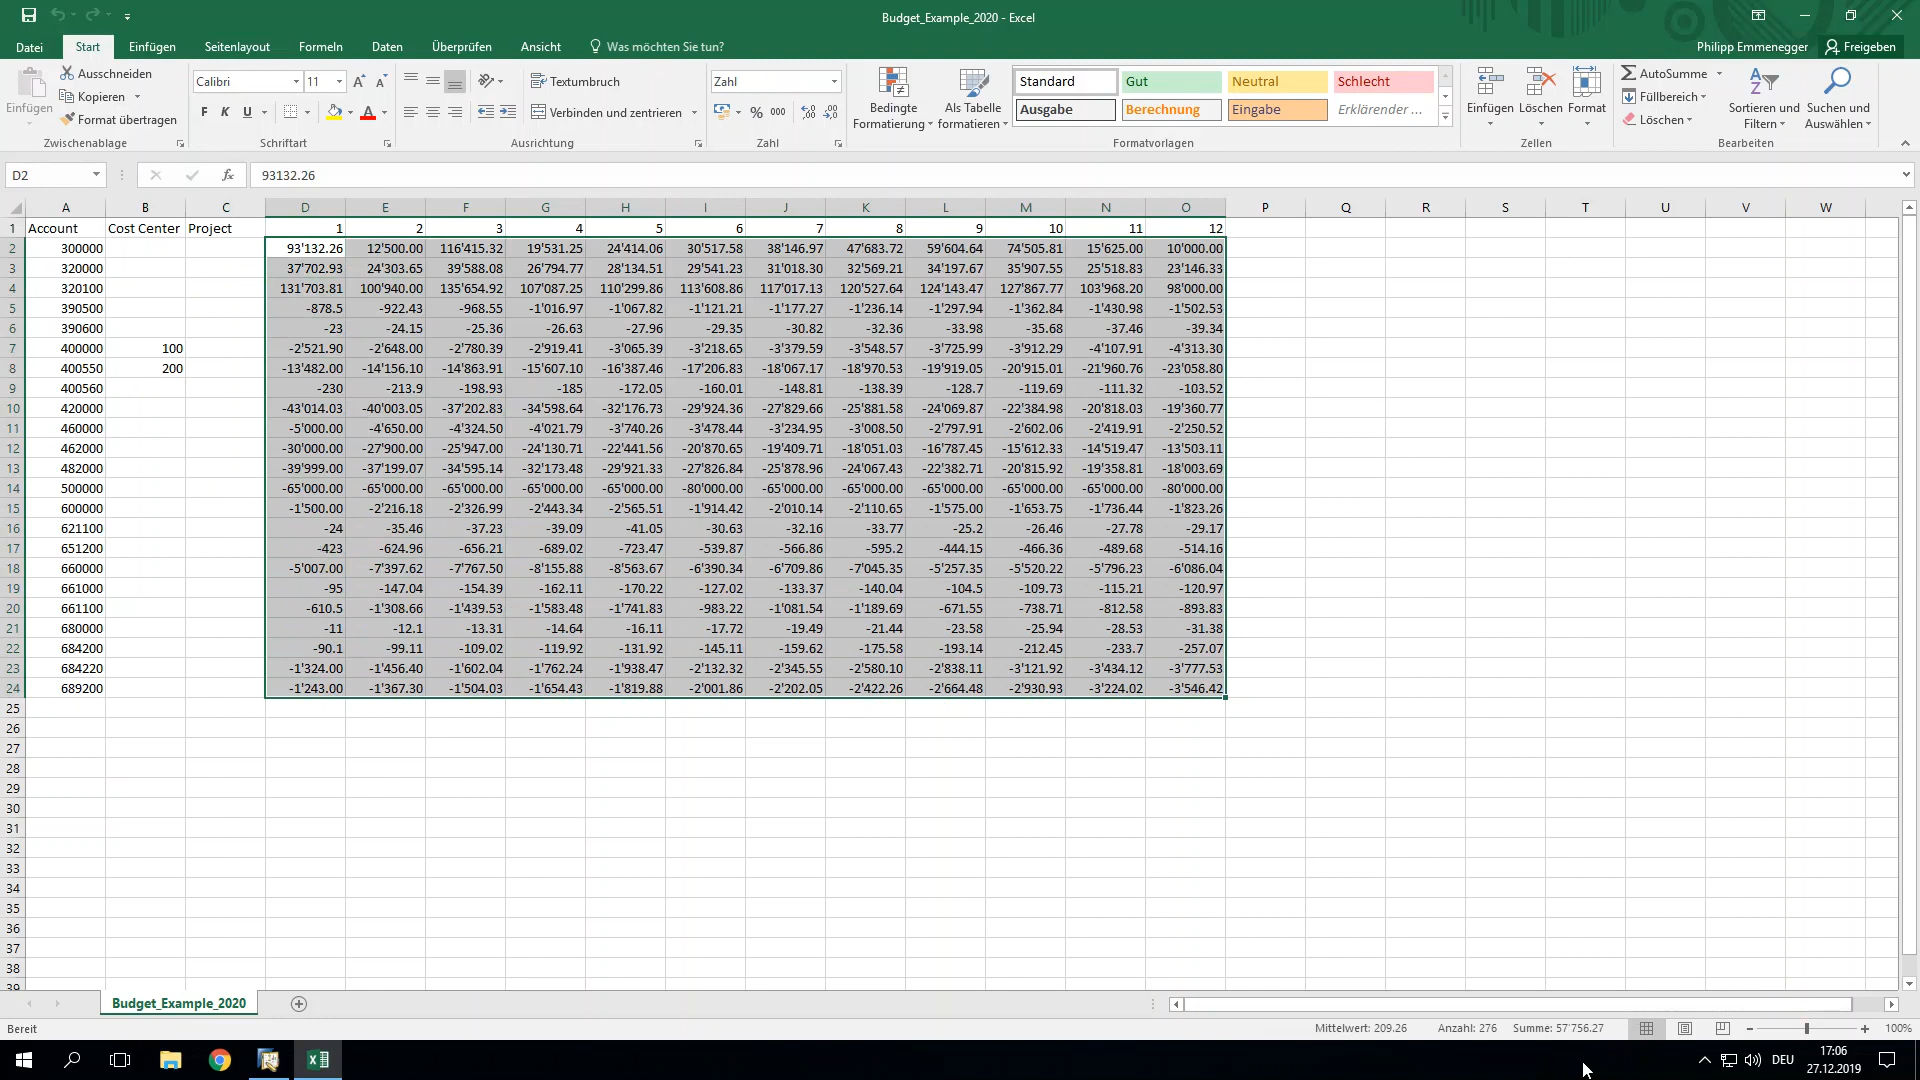 Budget_Example_2020 - Excel
Datei Start Einfügen Seitenlayout Formeln Daten Überprüfen Ansicht Was möchten Sie tun? Philipp Emmenegger Freigeben
Einfügen
Ausschneiden
Kopieren
Format übertragen
Zwischenablage
Calibri 11
F K U
Schriftart
Textumbruch
Verbinden und zentrieren
Ausrichtung
Zahl
% 000
Zahl
Bedingte Formatierung
Als Tabelle formatieren
Standard Gut Neutral Schlecht
Ausgabe Berechnung Eingabe Erklärender ...
Formatvorlagen
Einfügen Löschen Format
Zellen
AutoSumme
Füllbereich
Löschen
Sortieren und Filtern
Suchen und Auswählen
Bearbeiten
D2 fx 93132.26
A B C D E F G H I J K L M N O P Q R S T U V W
1 Account Cost Center Project 1 2 3 4 5 6 7 8 9 10 11 12
2 300000 93'132.26 12'500.00 116'415.32 19'531.25 24'414.06 30'517.58 38'146.97 47'683.72 59'604.64 74'505.81 15'625.00 10'000.00
3 320000 37'702.93 24'303.65 39'588.08 26'794.77 28'134.51 29'541.23 31'018.30 32'569.21 34'197.67 35'907.55 25'518.83 23'146.33
4 320100 131'703.81 100'940.00 135'654.92 107'087.25 110'299.86 113'608.86 117'017.13 120'527.64 124'143.47 127'867.77 103'968.20 98'000.00
5 390500 -878.5 -922.43 -968.55 -1'016.97 -1'067.82 -1'121.21 -1'177.27 -1'236.14 -1'297.94 -1'362.84 -1'430.98 -1'502.53
6 390600 -23 -24.15 -25.36 -26.63 -27.96 -29.35 -30.82 -32.36 -33.98 -35.68 -37.46 -39.34
7 400000 100 -2'521.90 -2'648.00 -2'780.39 -2'919.41 -3'065.39 -3'218.65 -3'379.59 -3'548.57 -3'725.99 -3'912.29 -4'107.91 -4'313.30
8 400550 200 -13'482.00 -14'156.10 -14'863.91 -15'607.10 -16'387.46 -17'206.83 -18'067.17 -18'970.53 -19'919.05 -20'915.01 -21'960.76 -23'058.80
9 400560 -230 -213.9 -198.93 -185 -172.05 -160.01 -148.81 -138.39 -128.7 -119.69 -111.32 -103.52
10 420000 -43'014.03 -40'003.05 -37'202.83 -34'598.64 -32'176.73 -29'924.36 -27'829.66 -25'881.58 -24'069.87 -22'384.98 -20'818.03 -19'360.77
11 460000 -5'000.00 -4'650.00 -4'324.50 -4'021.79 -3'740.26 -3'478.44 -3'234.95 -3'008.50 -2'797.91 -2'602.06 -2'419.91 -2'250.52
12 462000 -30'000.00 -27'900.00 -25'947.00 -24'130.71 -22'441.56 -20'870.65 -19'409.71 -18'051.03 -16'787.45 -15'612.33 -14'519.47 -13'503.11
13 482000 -39'999.00 -37'199.07 -34'595.14 -32'173.48 -29'921.33 -27'826.84 -25'878.96 -24'067.43 -22'382.71 -20'815.92 -19'358.81 -18'003.69
14 500000 -65'000.00 -65'000.00 -65'000.00 -65'000.00 -65'000.00 -80'000.00 -65'000.00 -65'000.00 -65'000.00 -65'000.00 -65'000.00 -80'000.00
15 600000 -1'500.00 -2'216.18 -2'326.99 -2'443.34 -2'565.51 -1'914.42 -2'010.14 -2'110.65 -1'575.00 -1'653.75 -1'736.44 -1'823.26
16 621100 -24 -35.46 -37.23 -39.09 -41.05 -30.63 -32.16 -33.77 -25.2 -26.46 -27.78 -29.17
17 651200 -423 -624.96 -656.21 -689.02 -723.47 -539.87 -566.86 -595.2 -444.15 -466.36 -489.68 -514.16
18 660000 -5'007.00 -7'397.62 -7'767.50 -8'155.88 -8'563.67 -6'390.34 -6'709.86 -7'045.35 -5'257.35 -5'520.22 -5'796.23 -6'086.04
19 661000 -95 -147.04 -154.39 -162.11 -170.22 -127.02 -133.37 -140.04 -104.5 -109.73 -115.21 -120.97
20 661100 -610.5 -1'308.66 -1'439.53 -1'583.48 -1'741.83 -983.22 -1'081.54 -1'189.69 -671.55 -738.71 -812.58 -893.83
21 680000 -11 -12.1 -13.31 -14.64 -16.11 -17.72 -19.49 -21.44 -23.58 -25.94 -28.53 -31.38
22 684200 -90.1 -99.11 -109.02 -119.92 -131.92 -145.11 -159.62 -175.58 -193.14 -212.45 -233.7 -257.07
23 684220 -1'324.00 -1'456.40 -1'602.04 -1'762.24 -1'938.47 -2'132.32 -2'345.55 -2'580.10 -2'838.11 -3'121.92 -3'434.12 -3'777.53
24 689200 -1'243.00 -1'367.30 -1'504.03 -1'654.43 -1'819.88 -2'001.86 -2'202.05 -2'422.26 -2'664.48 -2'930.93 -3'224.02 -3'546.42
25
26
27
28
29
30
31
32
33
34
35
36
37
38
39
Budget_Example_2020
Bereit Mittelwert: 209.26 Anzahl: 276 Summe: 57'756.27 100%
DEU 17:06
27.12.2019